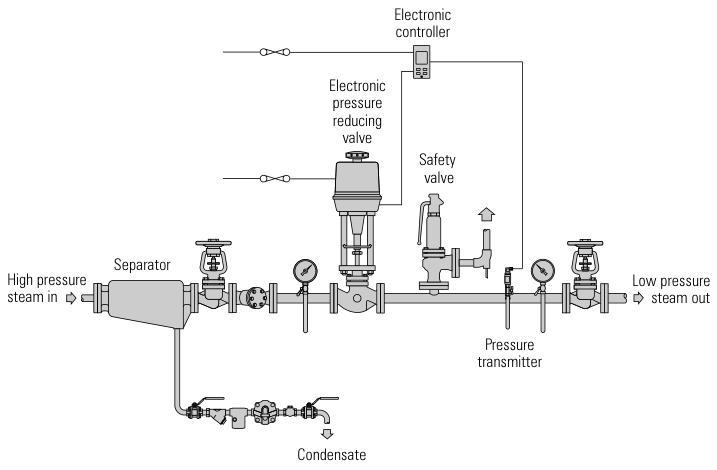 Electronic
controller
Electronic
pressure
reducing
valve
Safety
valve
Separator
High pressure
steam in
Low pressure
steam out
Pressure
transmitter
Condensate